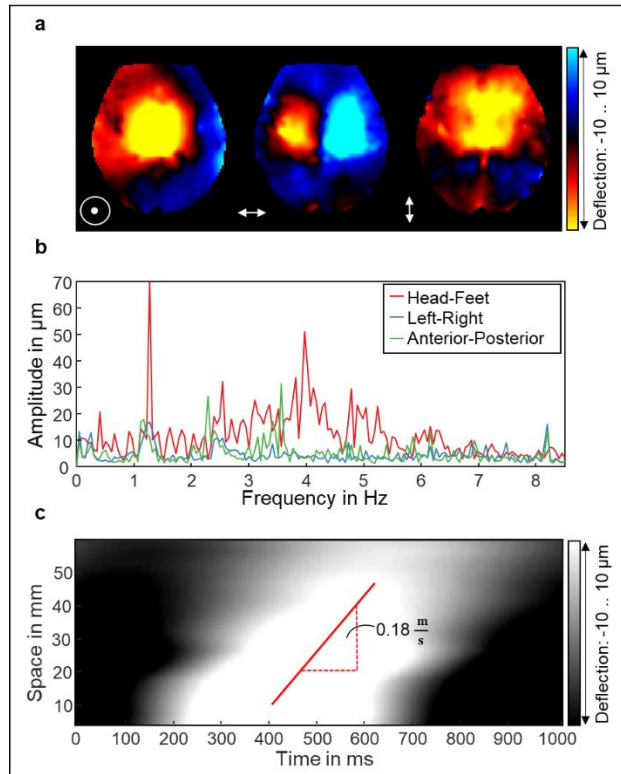 a
Deflection: -10 .. 10 µm
b
70
60
50
40
30
20
10
0
Amplitude in µm
Head-Feet
Left-Right
Anterior-Posterior
0 1 2 3 4 5 6 7 8
Frequency in Hz
c
50
40
30
20
10
Space in mm
0.18 m/s
0 100 200 300 400 500 600 700 800 900 1000
Time in ms
Deflection: -10 .. 10 µm